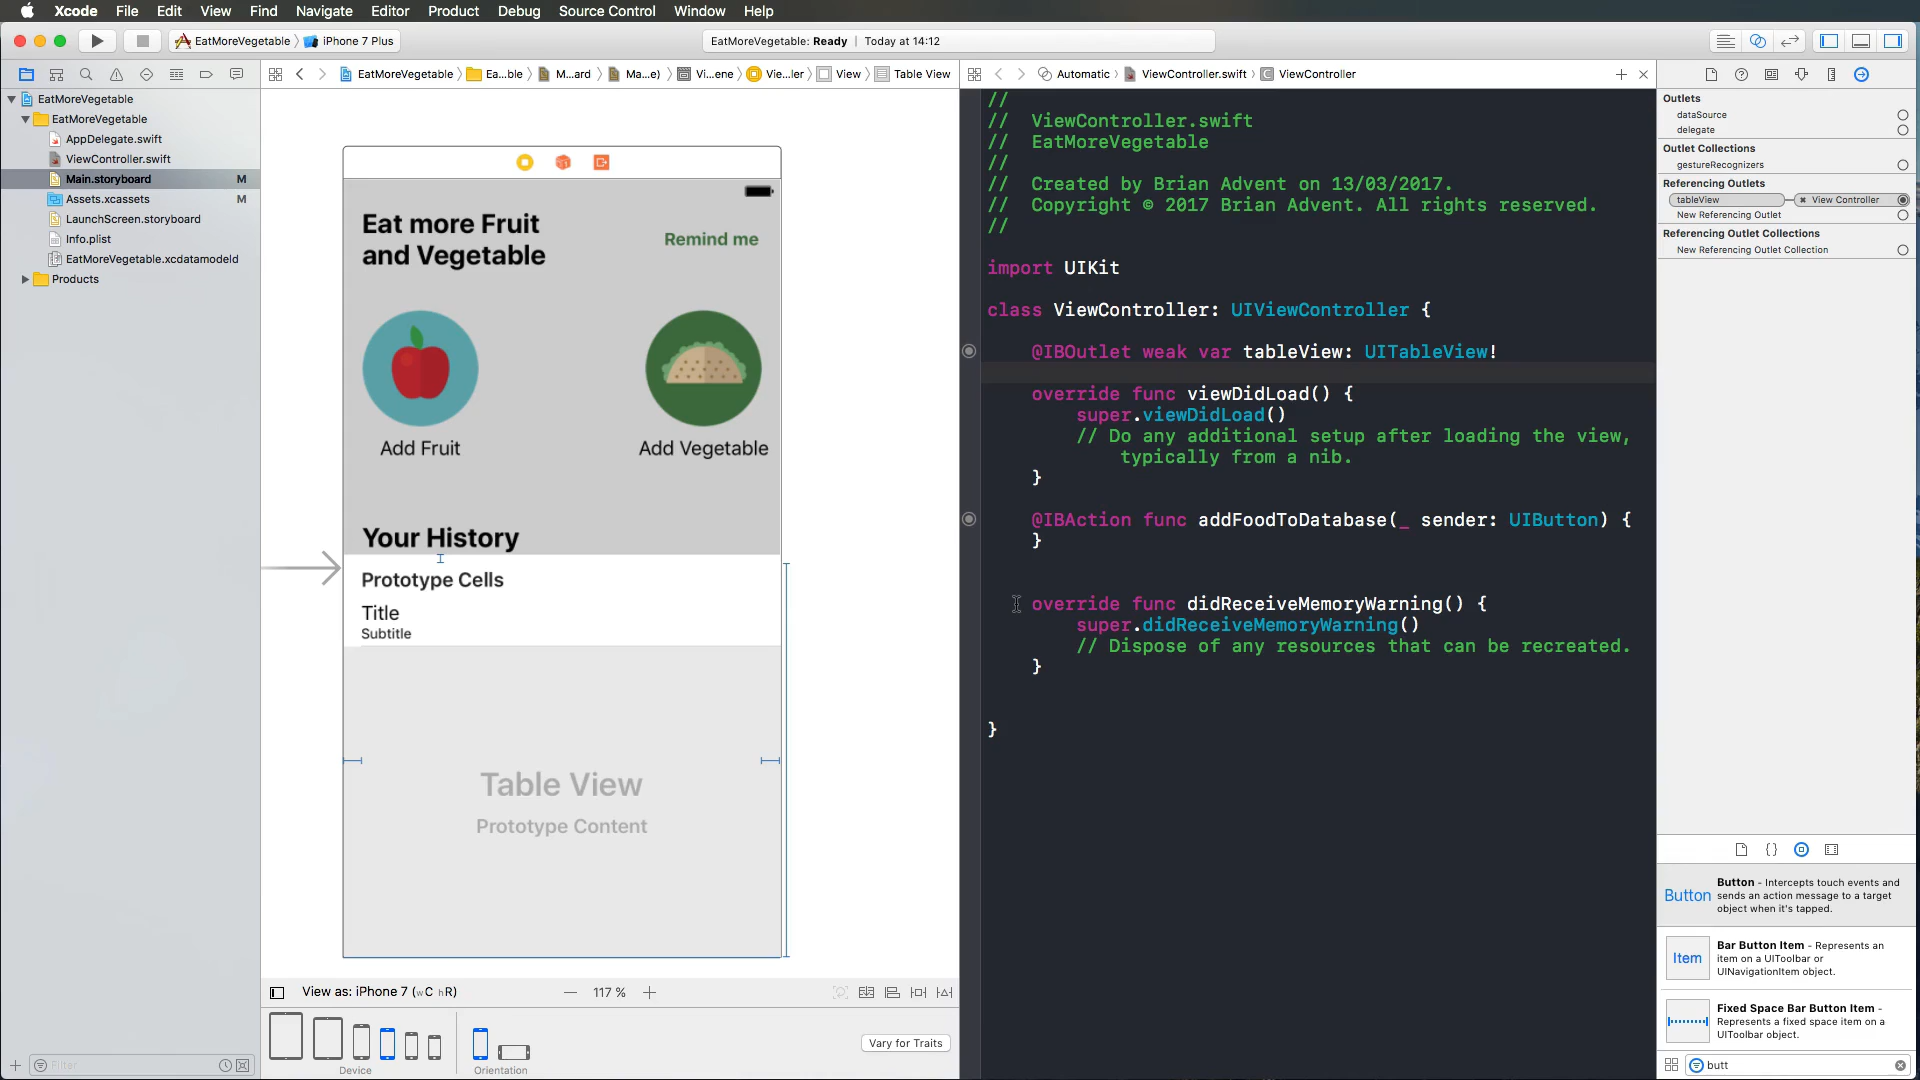 Xcode File Edit View Find Navigate Editor Product Debug Source Control Window Help
EatMoreVegetable iPhone 7 Plus
EatMoreVegetable: Ready | Today at 14:12
EatMoreVegetable Ea...ble M...ard Ma...e) Vi...ene Vie...ler View Table View
Automatic ViewController.swift ViewController
EatMoreVegetable
EatMoreVegetable
AppDelegate.swift
ViewController.swift
Main.storyboard M
Assets.xcassets M
LaunchScreen.storyboard
Info.plist
EatMoreVegetable.xcdatamodeld
Products
Filter
Eat more Fruit
and Vegetable
Remind me
Add Fruit
Add Vegetable
Your History
Prototype Cells
Title
Subtitle
Table View
Prototype Content
View as: iPhone 7 (wC hR)
117 %
Device
Orientation
Vary for Traits
//
// ViewController.swift
// EatMoreVegetable
//
// Created by Brian Advent on 13/03/2017.
// Copyright © 2017 Brian Advent. All rights reserved.
//
import UIKit
class ViewController: UIViewController {
@IBOutlet weak var tableView: UITableView!
override func viewDidLoad() {
super.viewDidLoad()
// Do any additional setup after loading the view,
typically from a nib.
}
@IBAction func addFoodToDatabase(_ sender: UIButton) {
}
override func didReceiveMemoryWarning() {
super.didReceiveMemoryWarning()
// Dispose of any resources that can be recreated.
}
}
Outlets
dataSource
delegate
Outlet Collections
gestureRecognizers
Referencing Outlets
tableView View Controller
New Referencing Outlet
Referencing Outlet Collections
New Referencing Outlet Collection
Button
Button - Intercepts touch events and
sends an action message to a target
object when it's tapped.
Item
Bar Button Item - Represents an
item on a UIToolbar or
UINavigationItem object.
Fixed Space Bar Button Item -
Represents a fixed space item on a
UIToolbar object.
butt